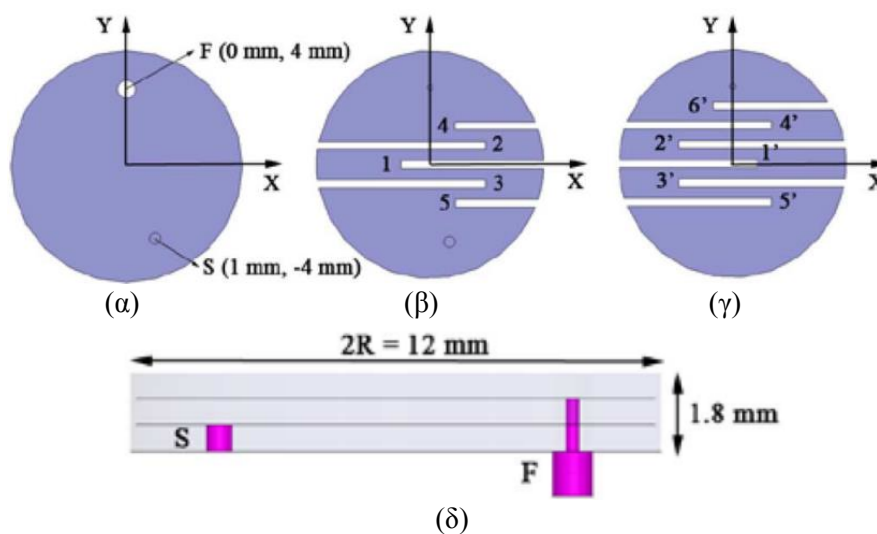 Y
F (0 mm, 4 mm)
X
S (1 mm, -4 mm)
(α)
Y
4
2
1
X
3
5
(β)
Y
6'
4'
2'
1'
X
3'
5'
(γ)
2R = 12 mm
1.8 mm
S
F
(δ)